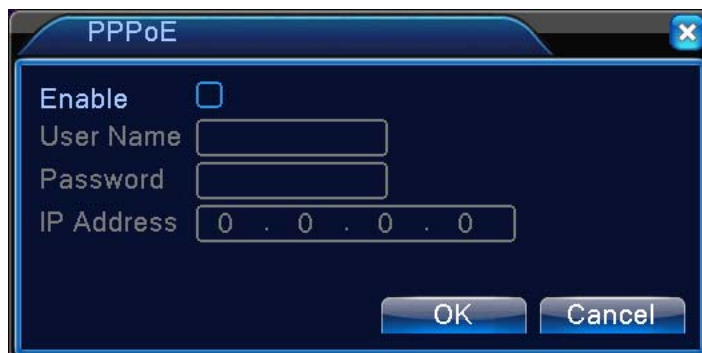 PPPoE
Enable
User Name
Password
IP Address 0 . 0 . 0 . 0
OK Cancel